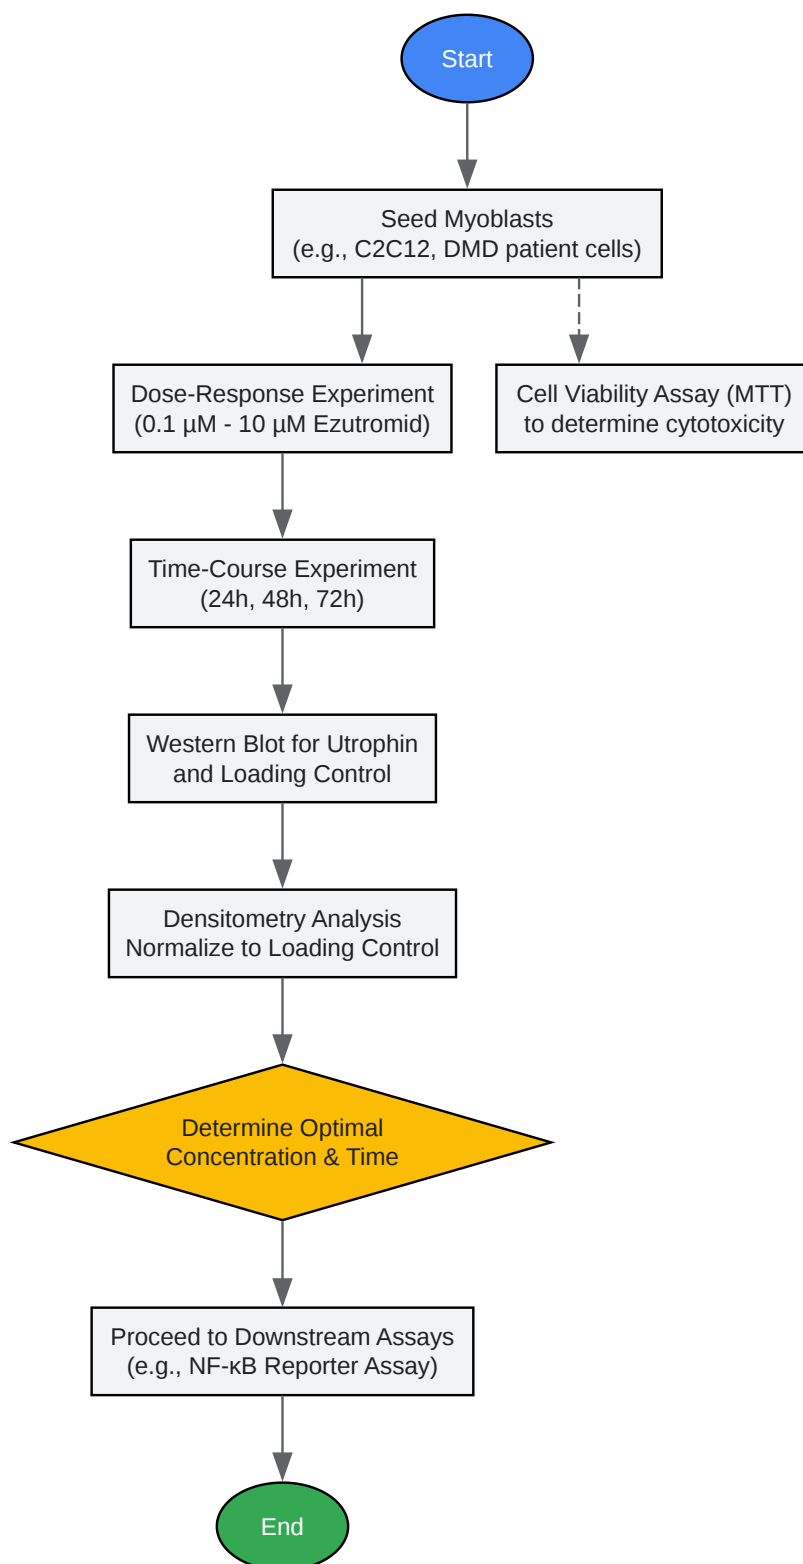 Start
Seed Myoblasts
(e.g., C2C12, DMD patient cells)
Dose-Response Experiment
(0.1 µM - 10 µM Ezutromid)
Cell Viability Assay (MTT)
to determine cytotoxicity
Time-Course Experiment
(24h, 48h, 72h)
Western Blot for Utrophin
and Loading Control
Densitometry Analysis
Normalize to Loading Control
Determine Optimal
Concentration & Time
Proceed to Downstream Assays
(e.g., NF-κB Reporter Assay)
End